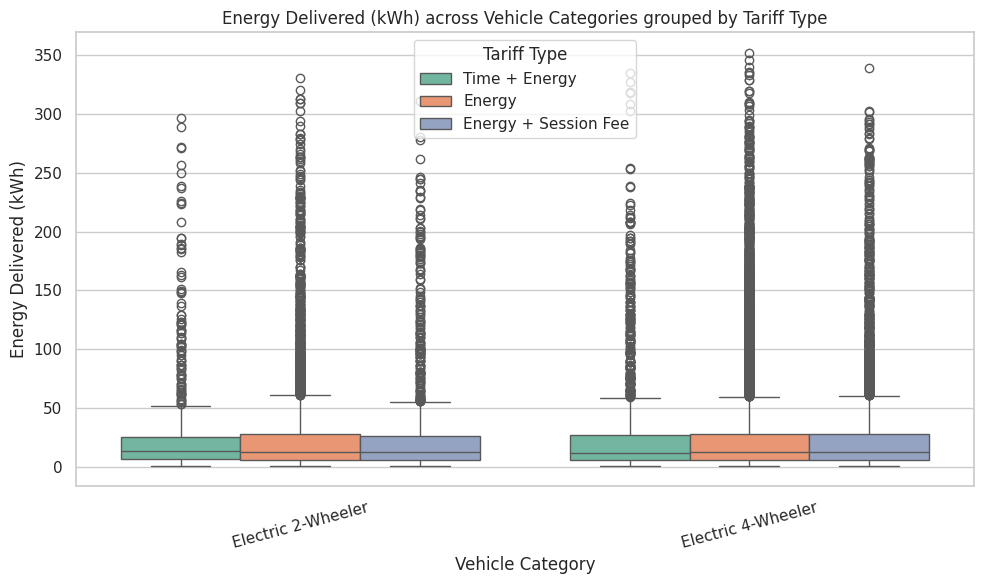 Energy Delivered (kWh) across Vehicle Categories grouped by Tariff Type
Tariff Type
Time + Energy
Energy
Energy + Session Fee
Energy Delivered (kWh)
350
300
250
200
150
100
50
0
Electric 2-Wheeler
Electric 4-Wheeler
Vehicle Category